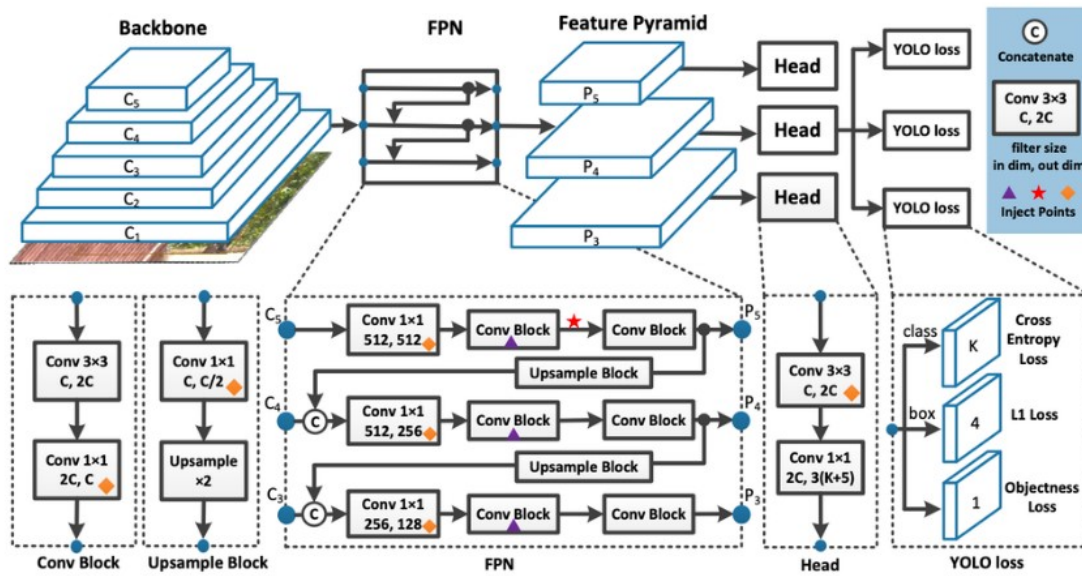 Backbone
C5
C4
C3
C2
C1
FPN
Feature Pyramid
P5
P4
P3
Head
Head
Head
YOLO loss
YOLO loss
YOLO loss
C
Concatenate
Conv 3×3
C, 2C
filter size
in dim, out dim
Inject Points
Conv 3×3
C, 2C
Conv 1×1
2C, C
Conv Block
Conv 1×1
C, C/2
Upsample
×2
Upsample Block
C5
Conv 1×1
512, 512
Conv Block
Conv Block
P5
Upsample Block
C4
C
Conv 1×1
512, 256
Conv Block
Conv Block
P4
Upsample Block
C3
C
Conv 1×1
256, 128
Conv Block
Conv Block
P3
FPN
Conv 3×3
C, 2C
Conv 1×1
2C, 3(K+5)
Head
class
K
Cross
Entropy
Loss
box
4
L1 Loss
1
Objectness
Loss
YOLO loss